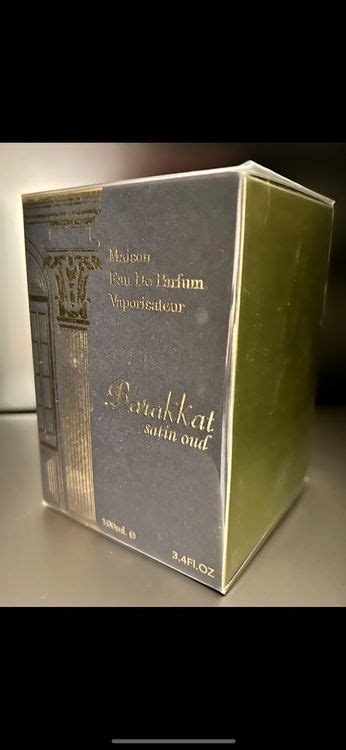 Maison
Eau De Parfum
Vaporisateur
Barakkat
satin oud
100ml. e
3.4Fl.OZ